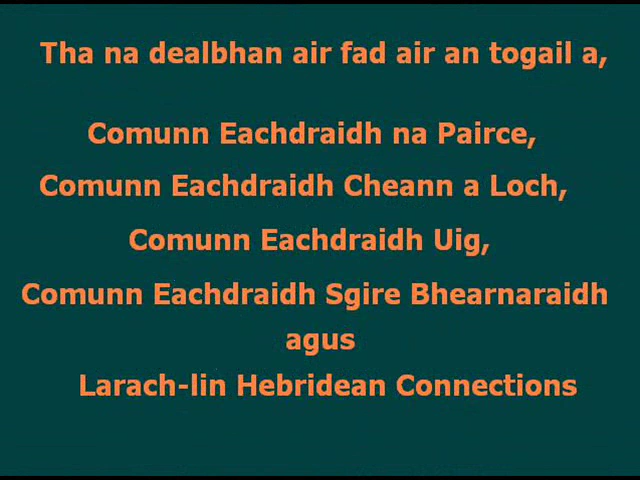 Tha na dealbhan air fad air an togail a,
Comunn Eachdraidh na Pairce,
Comunn Eachdraidh Cheann a Loch,
Comunn Eachdraidh Uig,
Comunn Eachdraidh Sgire Bhearnaraidh
agus
Larach-lin Hebridean Connections